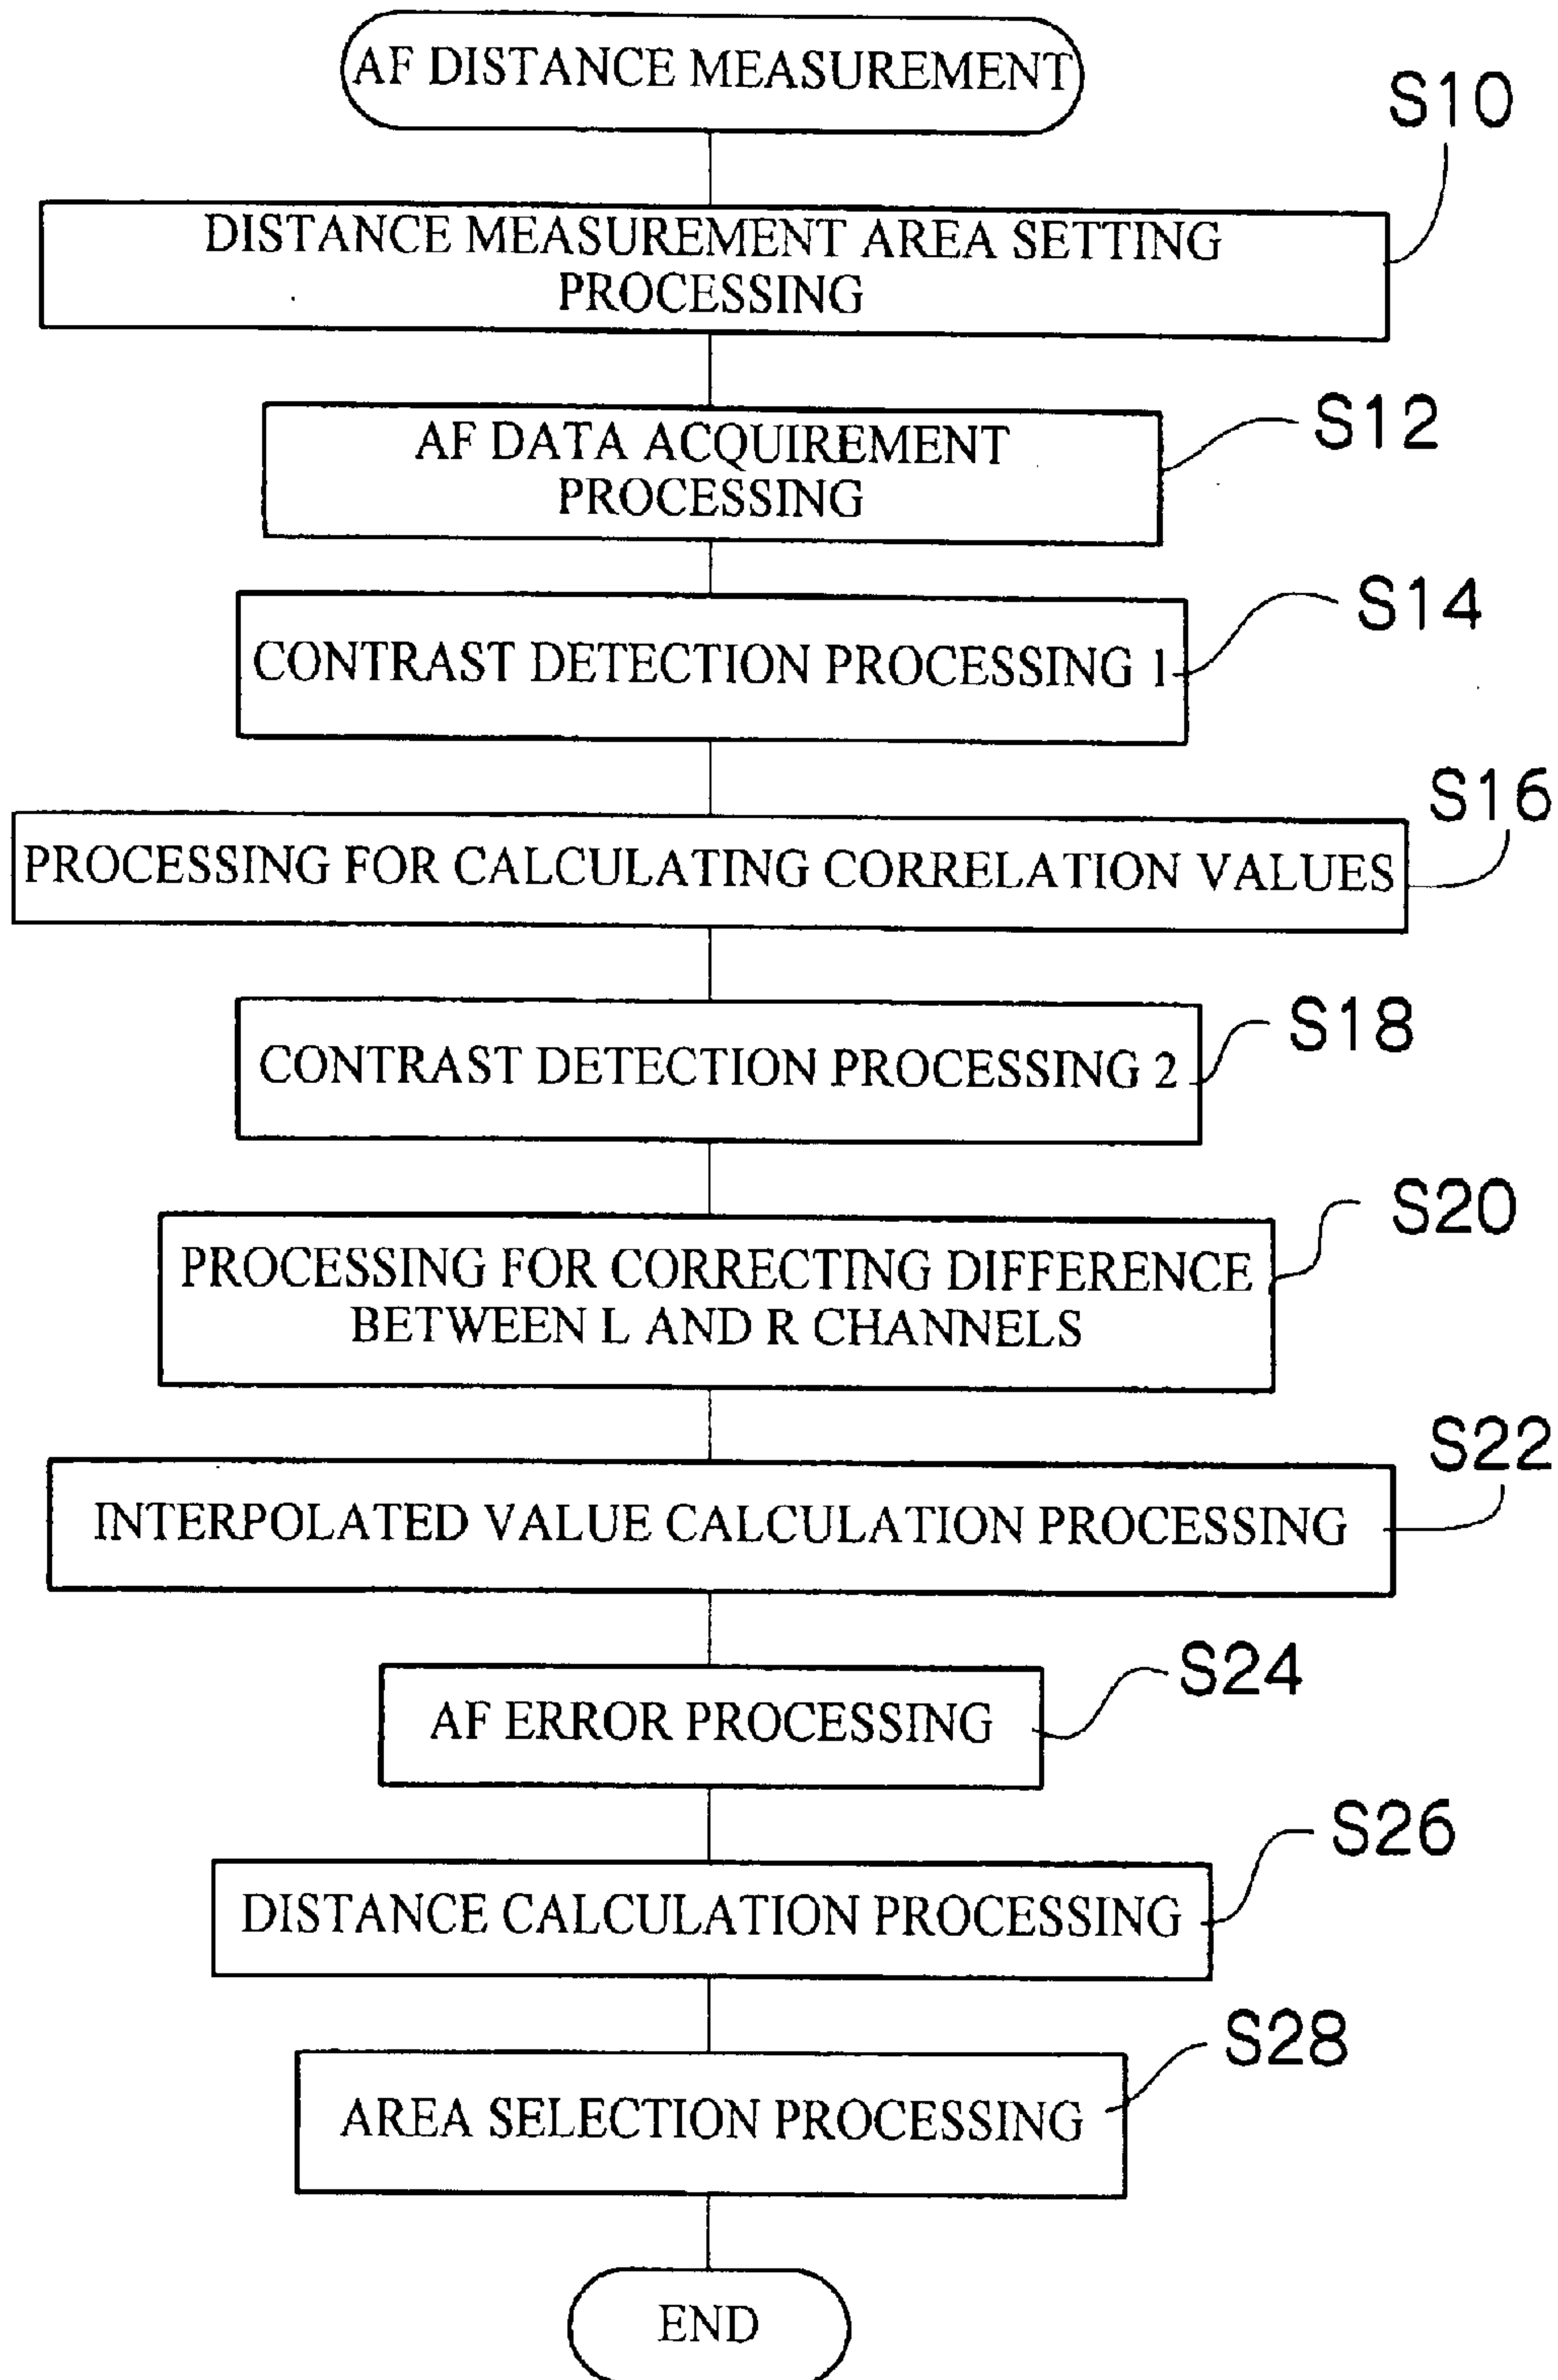 AF DISTANCE MEASUREMENT
S10
DISTANCE MEASUREMENT AREA SETTING
PROCESSING
S12
AF DATA ACQUIREMENT
PROCESSING
S14
CONTRAST DETECTION PROCESSING 1
S16
PROCESSING FOR CALCULATING CORRELATION VALUES
S18
CONTRAST DETECTION PROCESSING 2
S20
PROCESSING FOR CORRECTING DIFFERENCE
BETWEEN L AND R CHANNELS
S22
INTERPOLATED VALUE CALCULATION PROCESSING
S24
AF ERROR PROCESSING
S26
DISTANCE CALCULATION PROCESSING
S28
AREA SELECTION PROCESSING
END